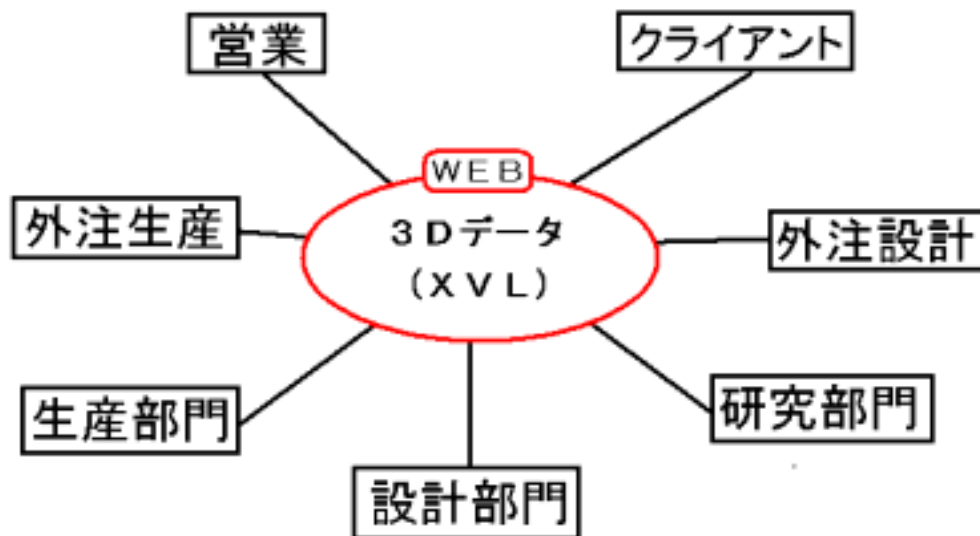 営業
クライアント
WEB
3Dデータ
(XVL)
外注生産
外注設計
生産部門
研究部門
設計部門